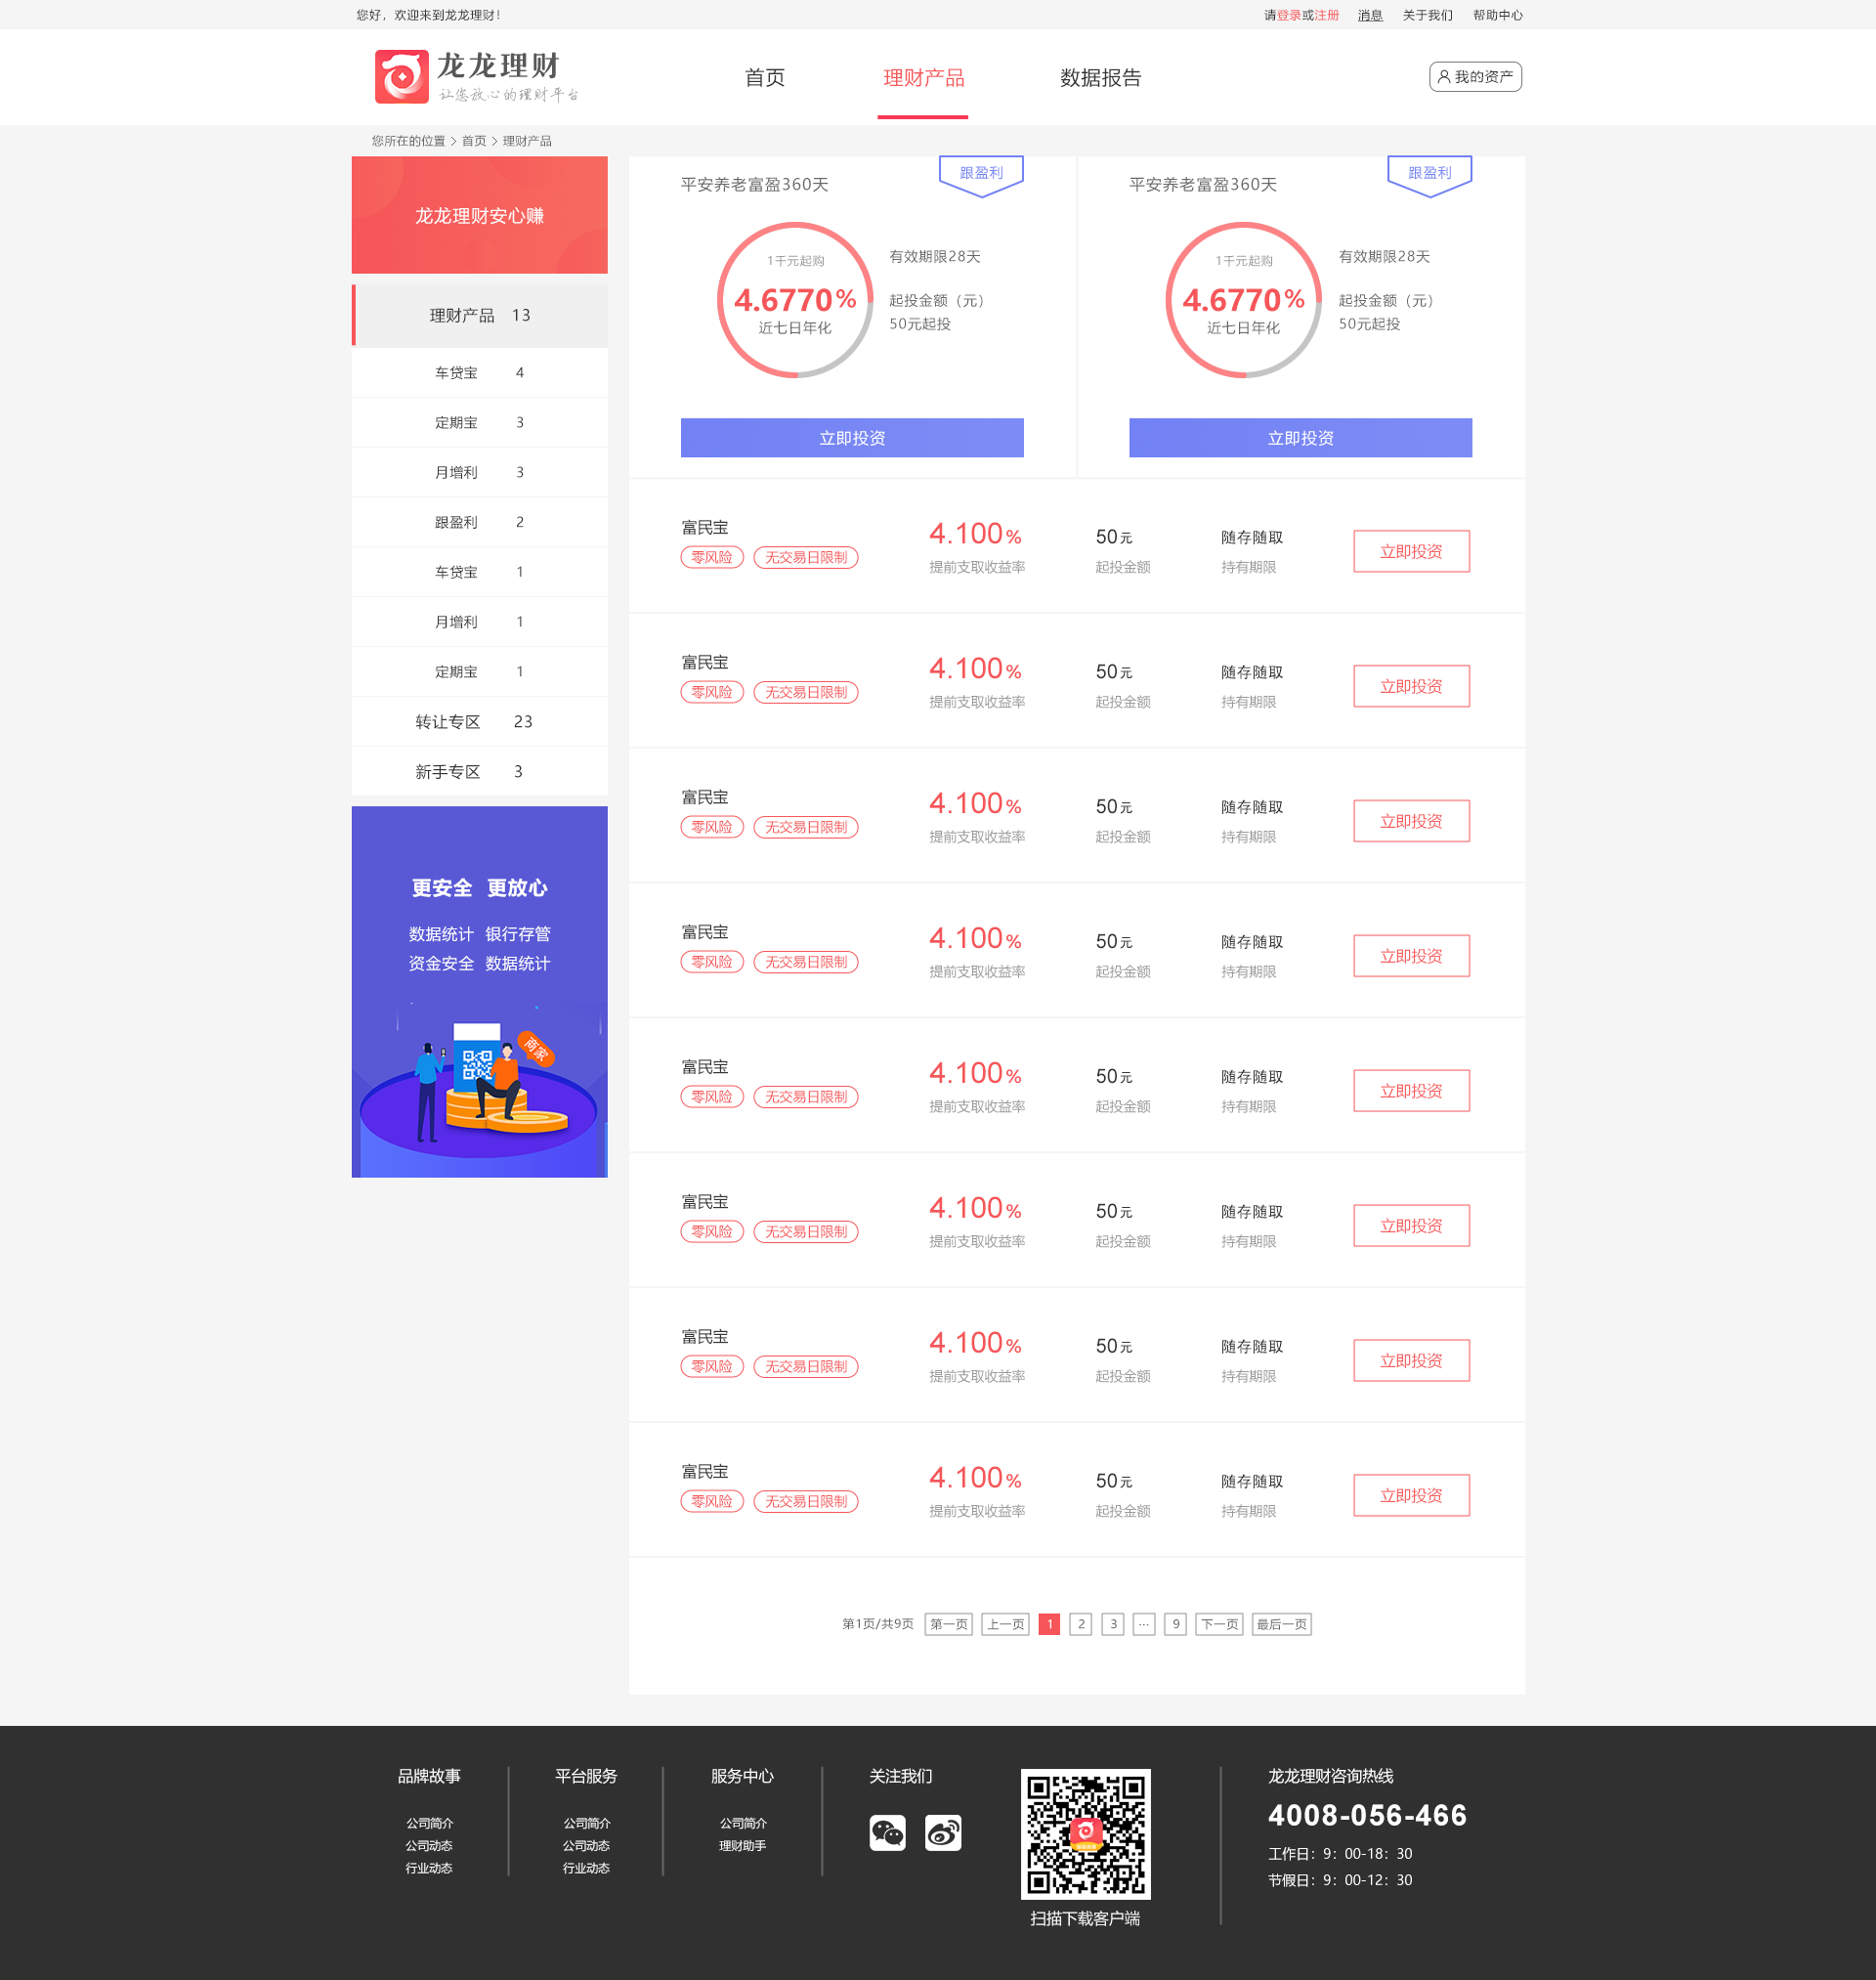 您好，欢迎来到龙龙理财！
请登录或注册 消息 关于我们 帮助中心
龙龙理财
让您放心的理财平台
首页 理财产品 数据报告
我的资产
您所在的位置 > 首页 > 理财产品
龙龙理财安心赚
理财产品 13
车贷宝 4
定期宝 3
月增利 3
跟盈利 2
车贷宝 1
月增利 1
定期宝 1
转让专区 23
新手专区 3
更安全 更放心
数据统计 银行存管
资金安全 数据统计
商家
平安养老富盈360天
跟盈利
1千元起购
4.6770%
近七日年化
有效期限28天
起投金额（元）
50元起投
立即投资
平安养老富盈360天
跟盈利
1千元起购
4.6770%
近七日年化
有效期限28天
起投金额（元）
50元起投
立即投资
富民宝
零风险 无交易日限制
4.100%
提前支取收益率
50元
起投金额
随存随取
持有期限
立即投资
富民宝
零风险 无交易日限制
4.100%
提前支取收益率
50元
起投金额
随存随取
持有期限
立即投资
富民宝
零风险 无交易日限制
4.100%
提前支取收益率
50元
起投金额
随存随取
持有期限
立即投资
富民宝
零风险 无交易日限制
4.100%
提前支取收益率
50元
起投金额
随存随取
持有期限
立即投资
富民宝
零风险 无交易日限制
4.100%
提前支取收益率
50元
起投金额
随存随取
持有期限
立即投资
富民宝
零风险 无交易日限制
4.100%
提前支取收益率
50元
起投金额
随存随取
持有期限
立即投资
富民宝
零风险 无交易日限制
4.100%
提前支取收益率
50元
起投金额
随存随取
持有期限
立即投资
富民宝
零风险 无交易日限制
4.100%
提前支取收益率
50元
起投金额
随存随取
持有期限
立即投资
第1页/共9页 第一页 上一页 1 2 3 ... 9 下一页 最后一页
品牌故事
公司简介
公司动态
行业动态
平台服务
公司简介
公司动态
行业动态
服务中心
公司简介
理财助手
关注我们
扫描下载客户端
龙龙理财咨询热线
4008-056-466
工作日：9：00-18：30
节假日：9：00-12：30